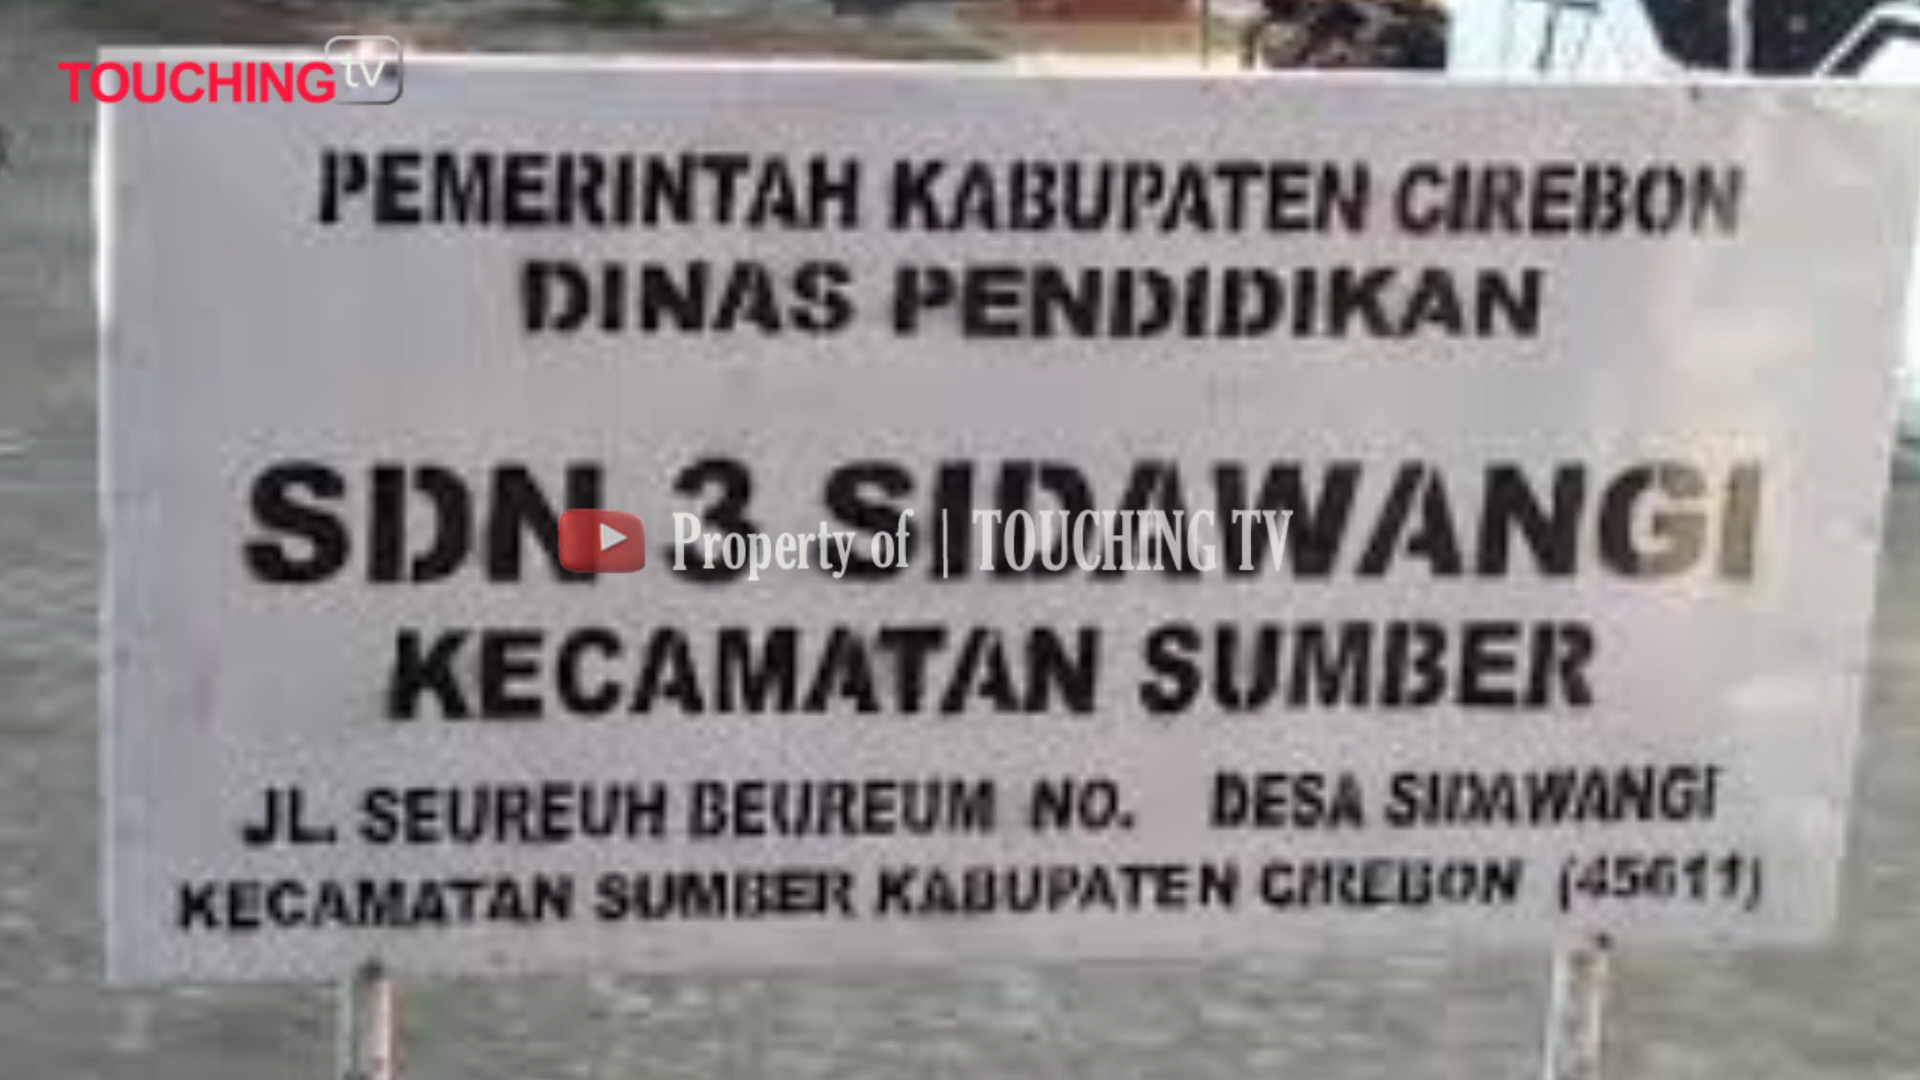 TOUCHING tv
PEMERINTAH KABUPATEN CIREBON
DINAS PENDIDIKAN
SDN 3 SIDAWANGI
Property of | TOUCHING TV
KECAMATAN SUMBER
JL. SEUREUH BEUREUM NO. DESA SIDAWANGI
KECAMATAN SUMBER KABUPATEN CIREBON (45611)